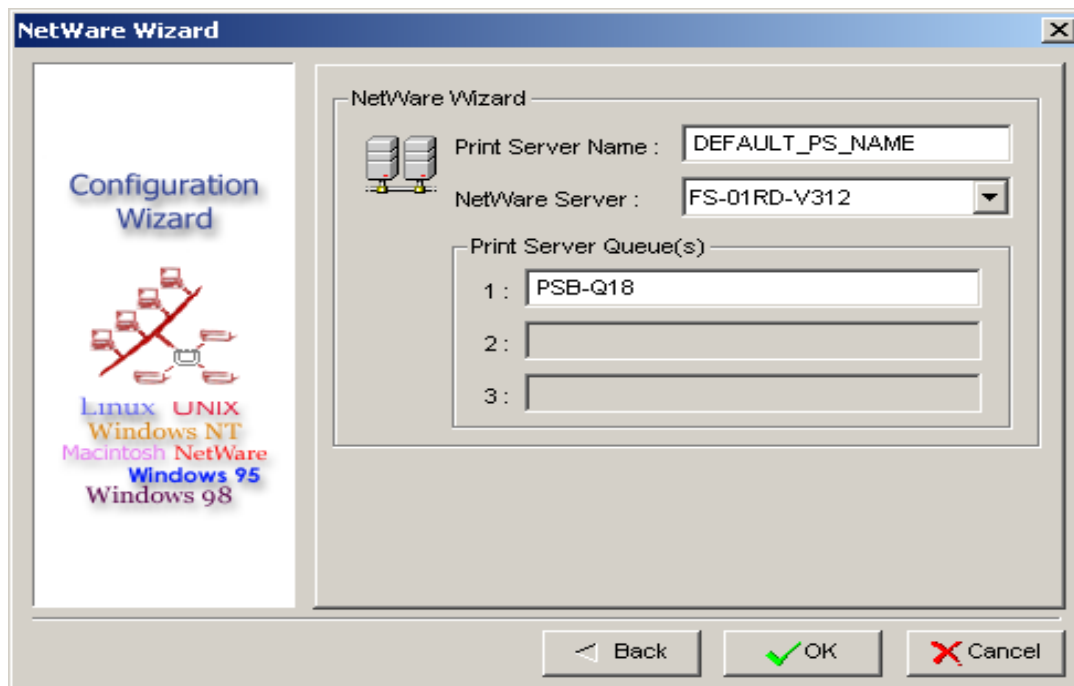 NetWare Wizard
Configuration
Wizard
Linux UNIX
Windows NT
Macintosh NetWare
Windows 95
Windows 98
NetWare Wizard
Print Server Name : DEFAULT_PS_NAME
NetWare Server : FS-01RD-V312
Print Server Queue(s)
1 : PSB-Q18
2 :
3 :
< Back
OK
Cancel